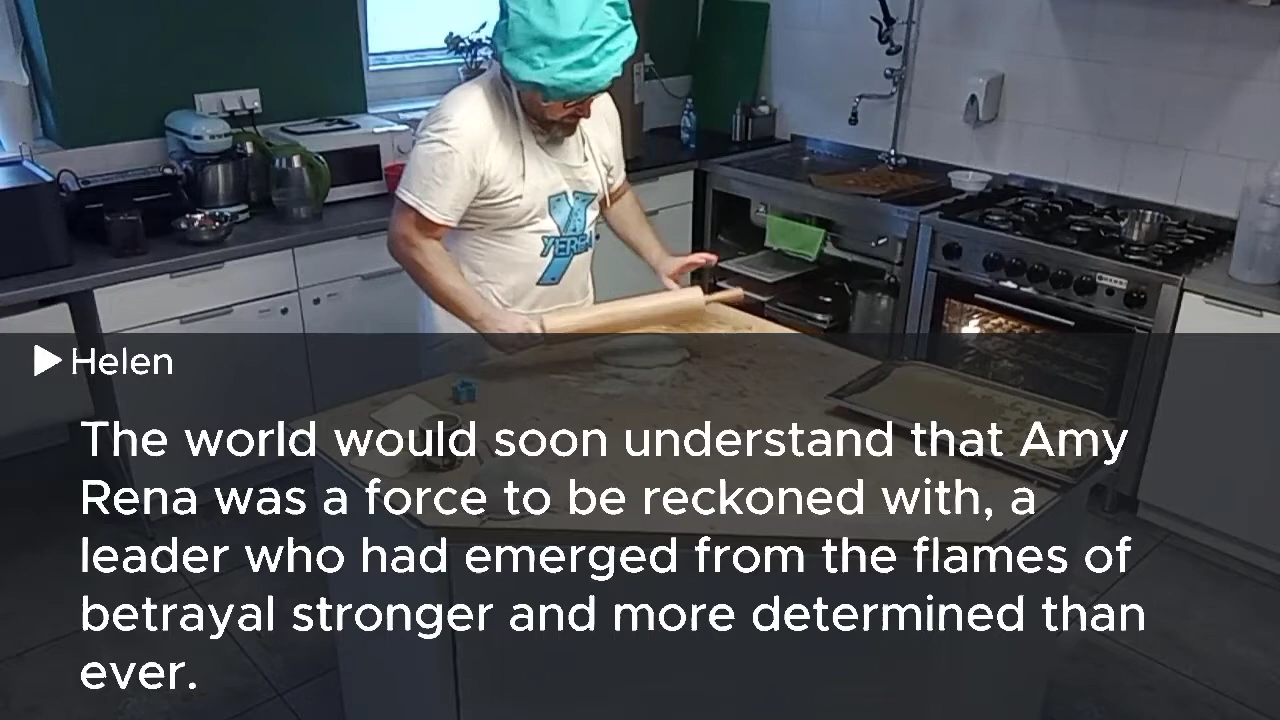 Helen
The world would soon understand that Amy
Rena was a force to be reckoned with, a
leader who had emerged from the flames of
betrayal stronger and more determined than
ever.